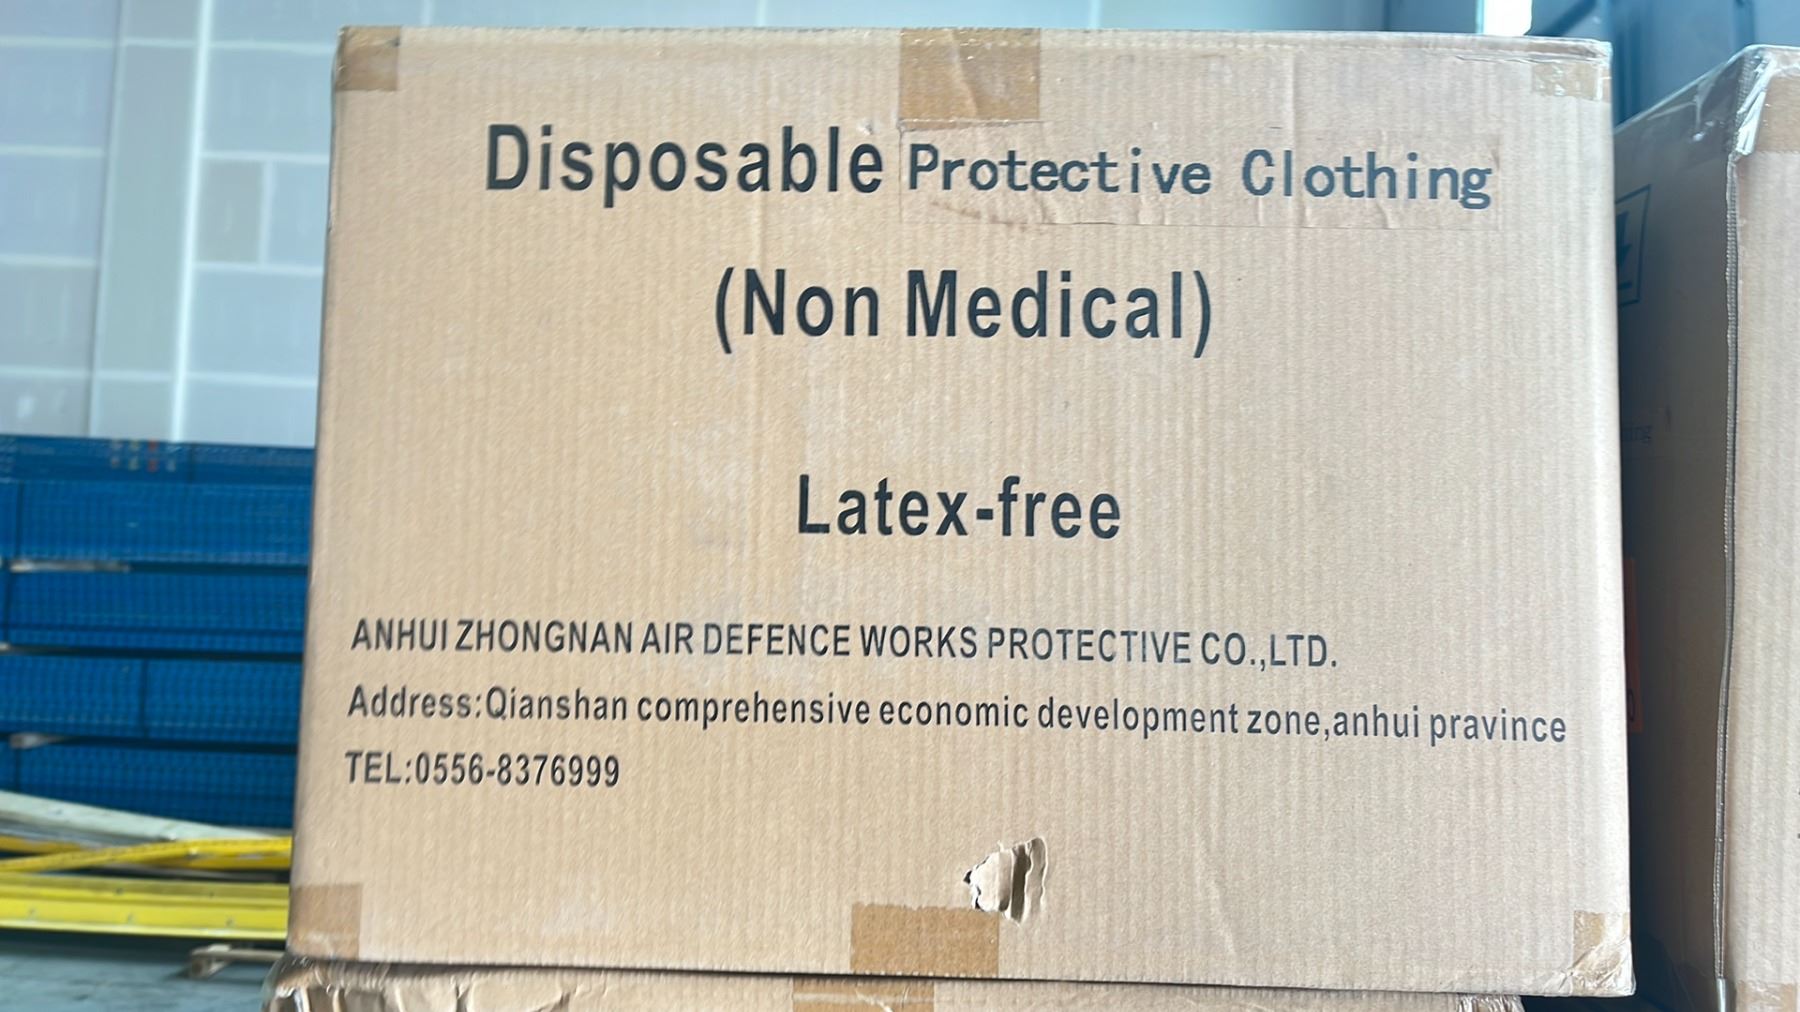 Disposable Protective Clothing
(Non Medical)
Latex-free
ANHUI ZHONGNAN AIR DEFENCE WORKS PROTECTIVE CO.,LTD.
Address:Qianshan comprehensive economic development zone,anhui pravince
TEL:0556-8376999